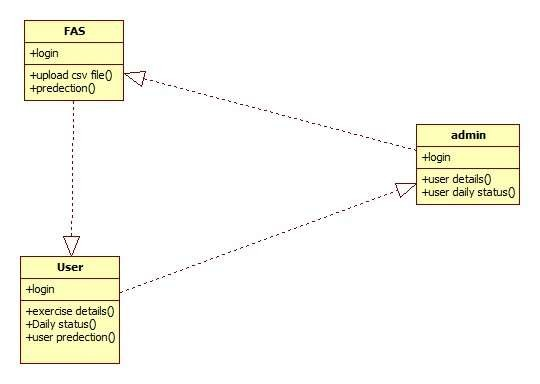 FAS
+login
+upload csv file()
+predection()
admin
+login
+user details()
+user daily status()
User
+login
+exercise details()
+Daily status()
+user predection()